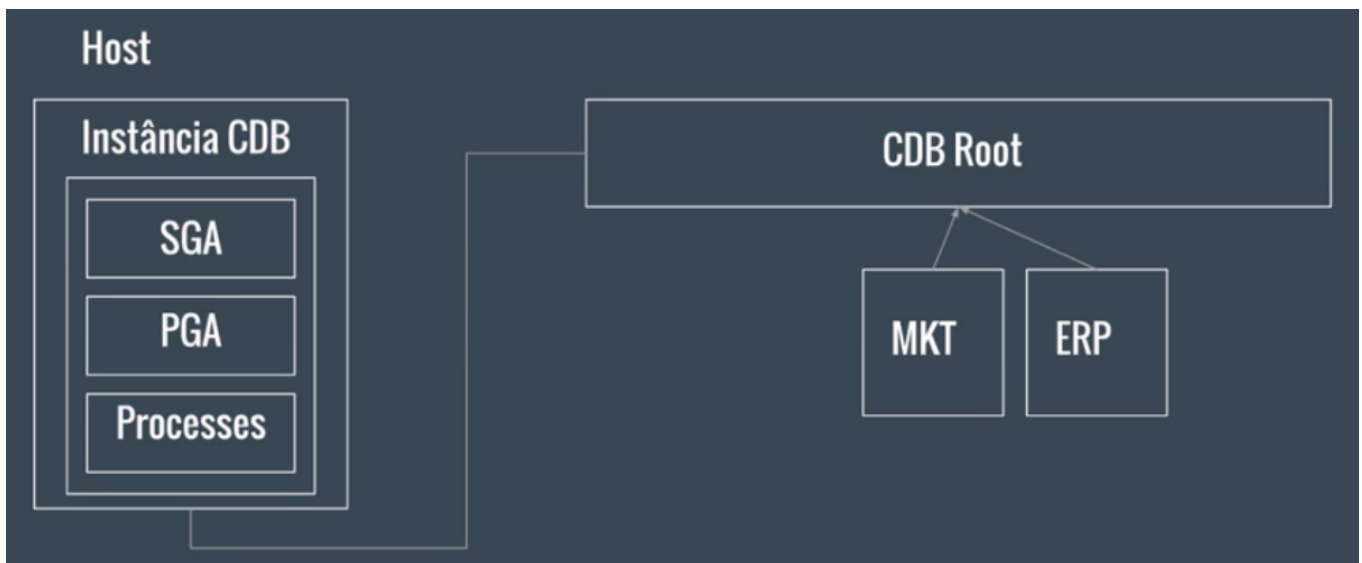 Host
Instância CDB
SGA
PGA
Processes
CDB Root
MKT
ERP